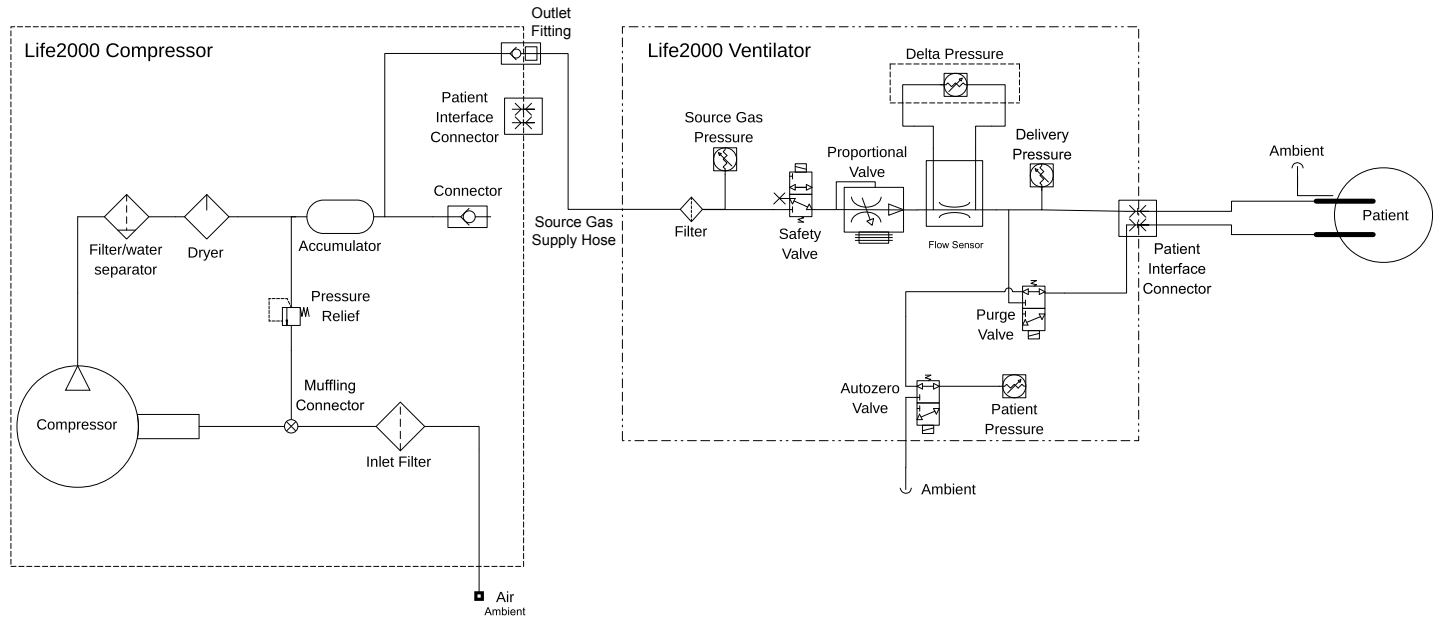 Life2000 Compressor
Outlet
Fitting
Patient
Interface
Connector
Connector
Filter/water
separator
Dryer
Accumulator
Pressure
Relief
Muffling
Connector
Compressor
Inlet Filter
Air
Ambient
Source Gas
Supply Hose
Life2000 Ventilator
Delta Pressure
Source Gas
Pressure
Proportional
Valve
Delivery
Pressure
Filter
Safety
Valve
Flow Sensor
Ambient
Patient
Patient
Interface
Connector
Purge
Valve
Autozero
Valve
Patient
Pressure
Ambient